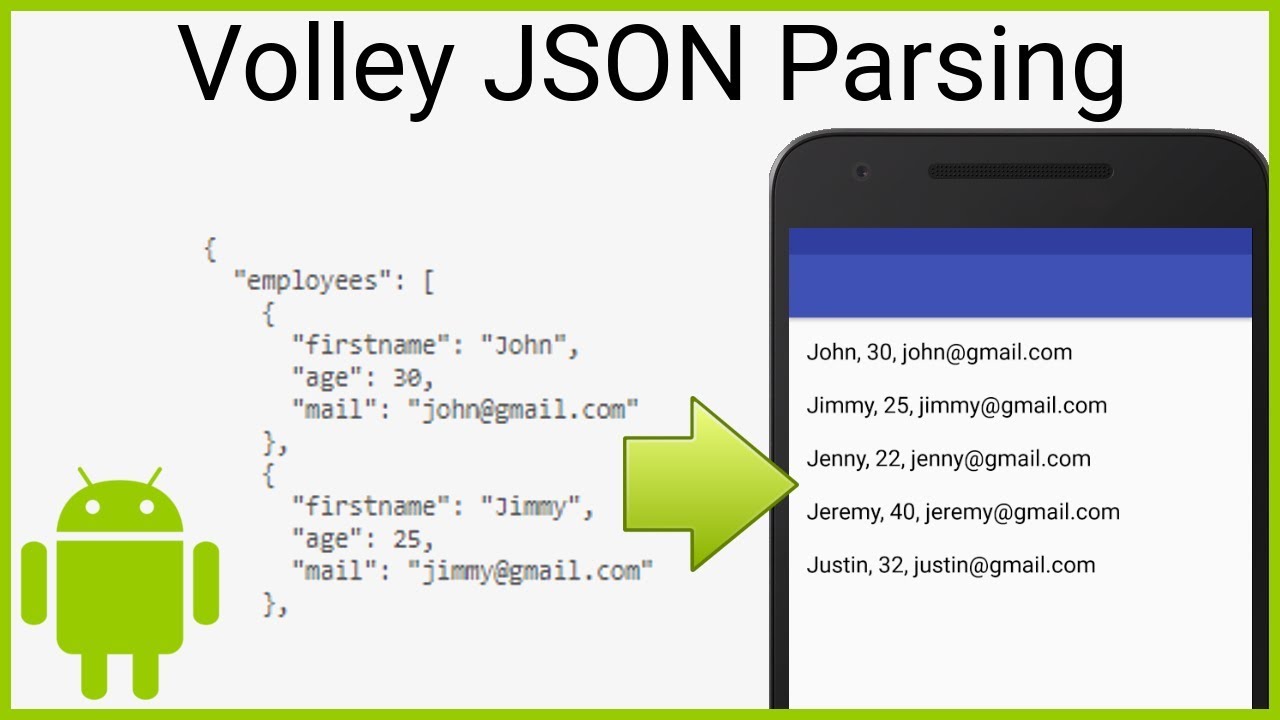 Volley JSON Parsing
{
"employees": [
{
"firstname": "John",
"age": 30,
"mail": "john@gmail.com"
},
{
"firstname": "Jimmy",
"age": 25,
"mail": "jimmy@gmail.com"
},
John, 30, john@gmail.com
Jimmy, 25, jimmy@gmail.com
Jenny, 22, jenny@gmail.com
Jeremy, 40, jeremy@gmail.com
Justin, 32, justin@gmail.com